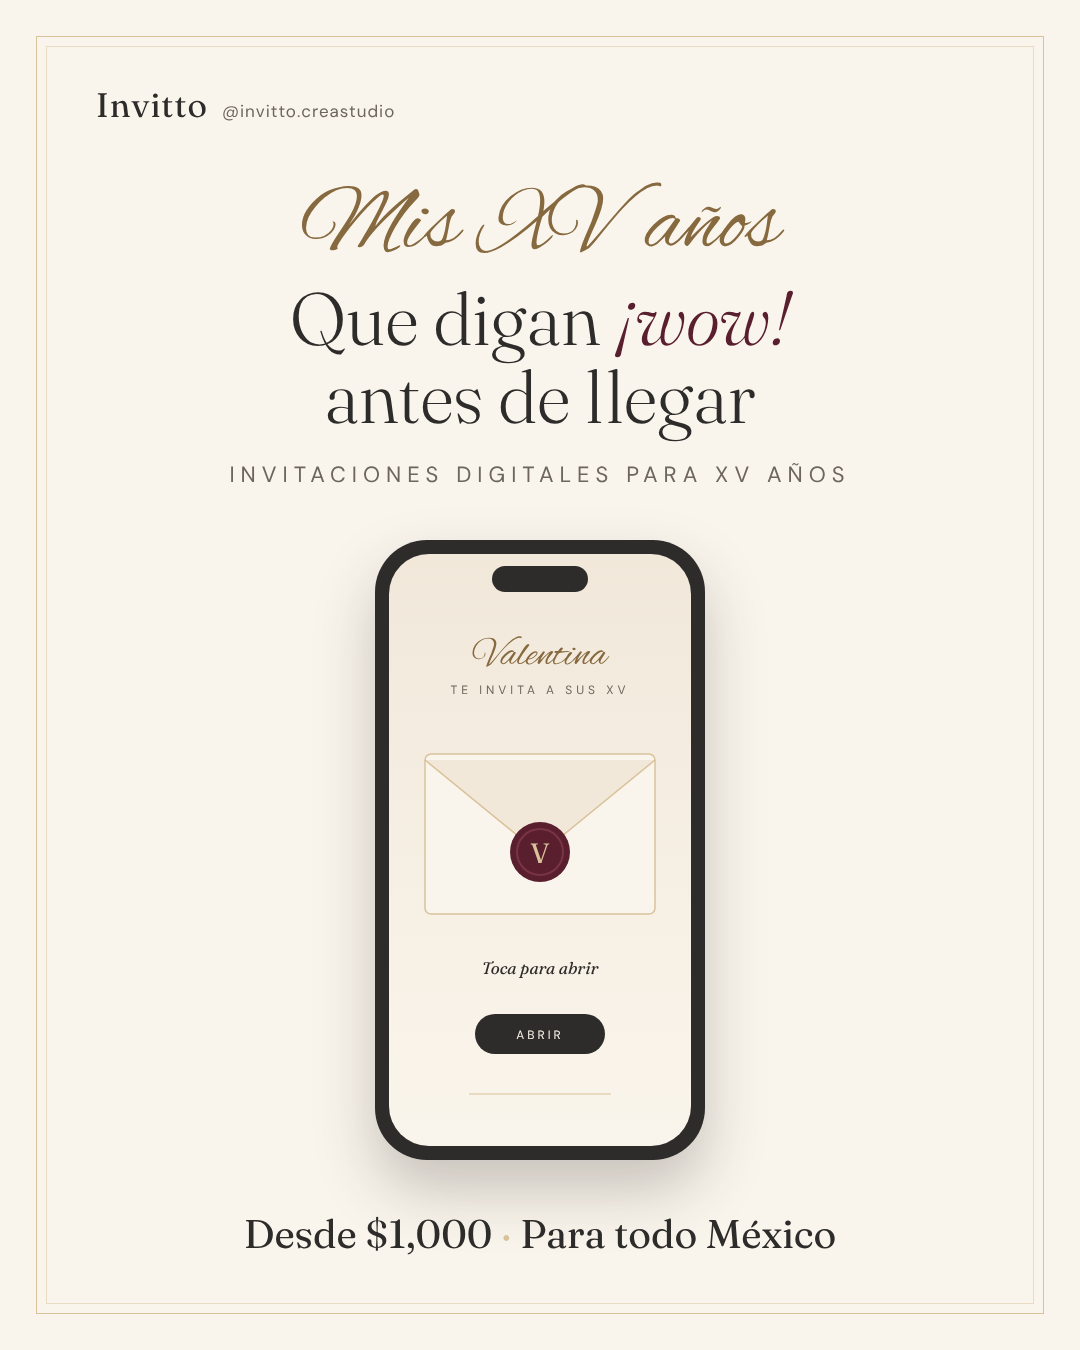 Invitto @invitto.creastudio
Mis XV años
Que digan ¡wow!
antes de llegar
INVITACIONES DIGITALES PARA XV AÑOS
Valentina
TE INVITA A SUS XV
V
Toca para abrir
ABRIR
Desde $1,000 · Para todo México